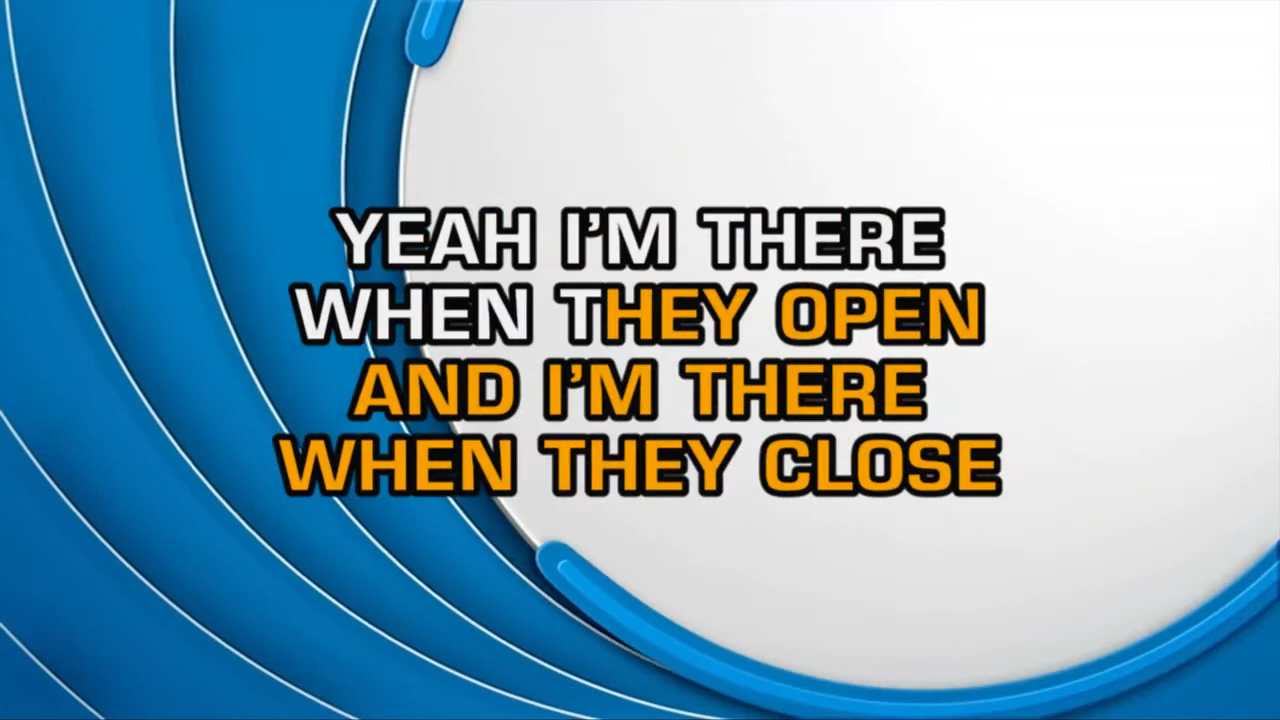 YEAH I'M THERE
WHEN THEY OPEN
AND I'M THERE
WHEN THEY CLOSE